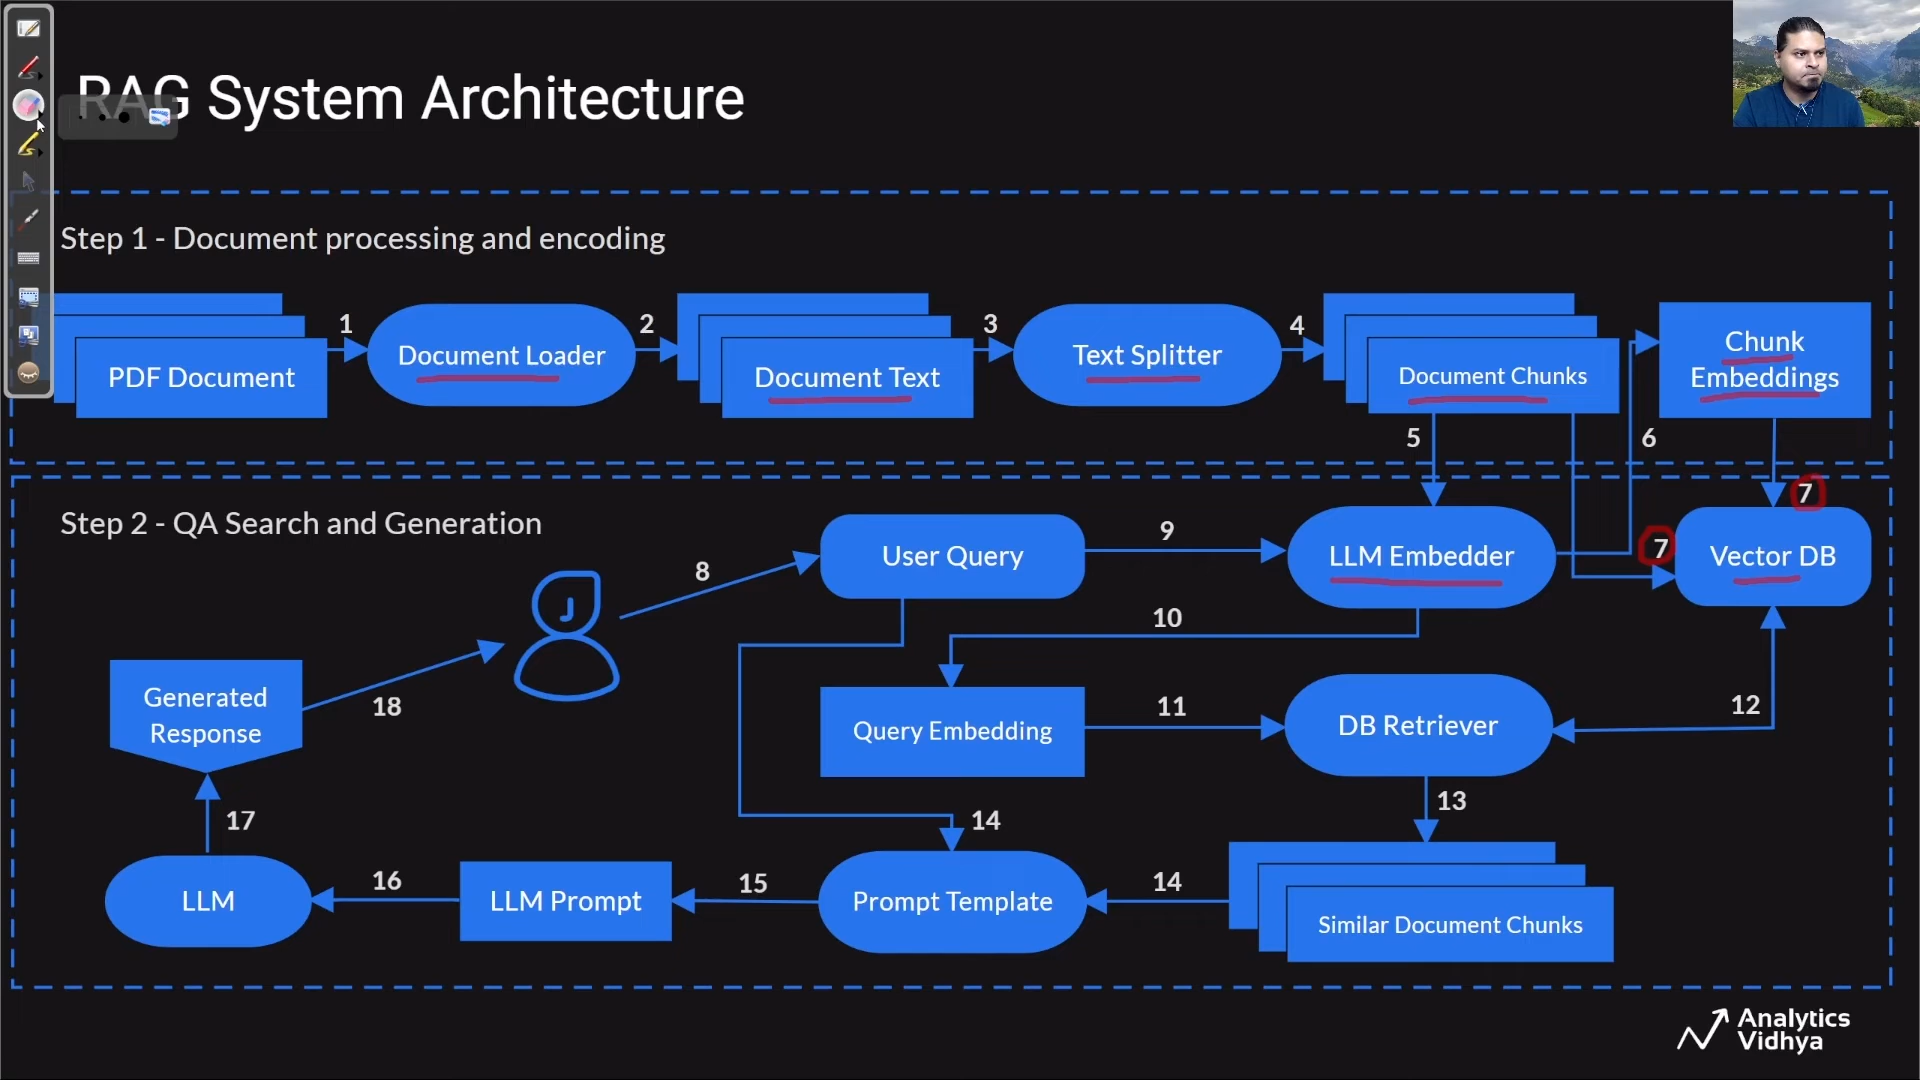 RAG System Architecture
Step 1 - Document processing and encoding
PDF Document
1
Document Loader
2
Document Text
3
Text Splitter
4
Document Chunks
Chunk
Embeddings
5
6
7
Step 2 - QA Search and Generation
8
User Query
9
LLM Embedder
7
Vector DB
J
10
Generated
Response
18
Query Embedding
11
DB Retriever
12
13
17
14
LLM
16
LLM Prompt
15
Prompt Template
14
Similar Document Chunks
Analytics
Vidhya